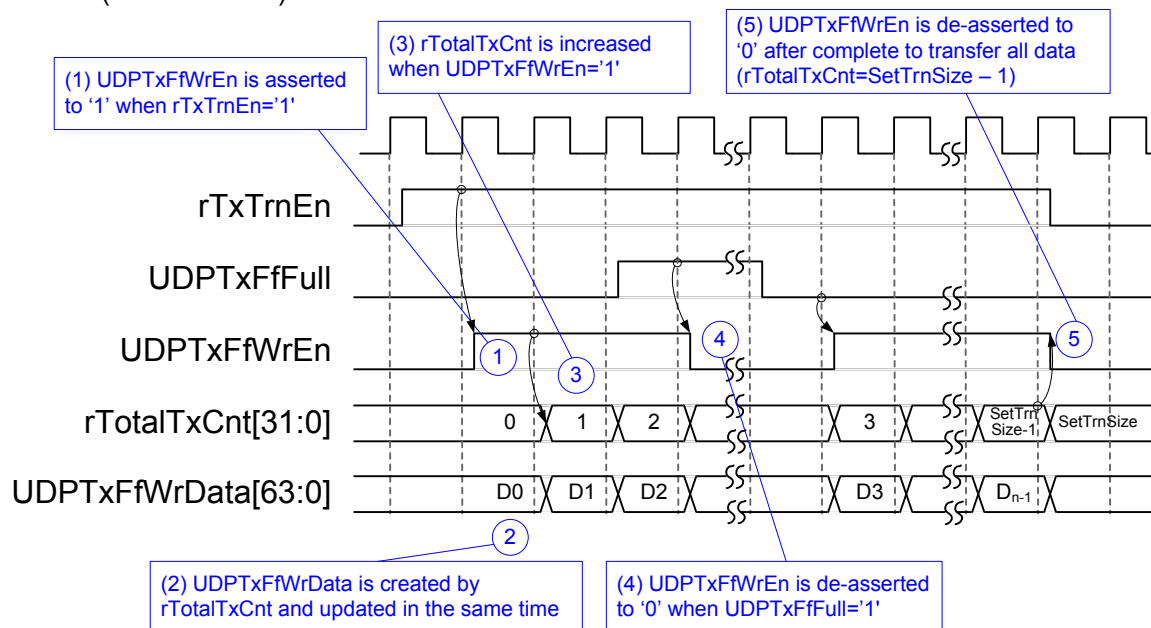 (3) rTotalTxCnt is increased
when UDPTxFfWrEn='1'
(5) UDPTxFfWrEn is de-asserted to
‘0’ after complete to transfer all data
(rTotalTxCnt=SetTrnSize – 1)
(1) UDPTxFfWrEn is asserted
to ‘1’ when rTxTrnEn='1'
rTxTrnEn
UDPTxFfFull
UDPTxFfWrEn
1
3
4
5
rTotalTxCnt[31:0]
0
1
2
3
SetTrn
Size-1
SetTrnSize
UDPTxFfWrData[63:0]
D0
D1
D2
D3
Dn-1
2
(2) UDPTxFfWrData is created by
rTotalTxCnt and updated in the same time
(4) UDPTxFfWrEn is de-asserted
to ‘0’ when UDPTxFfFull='1'